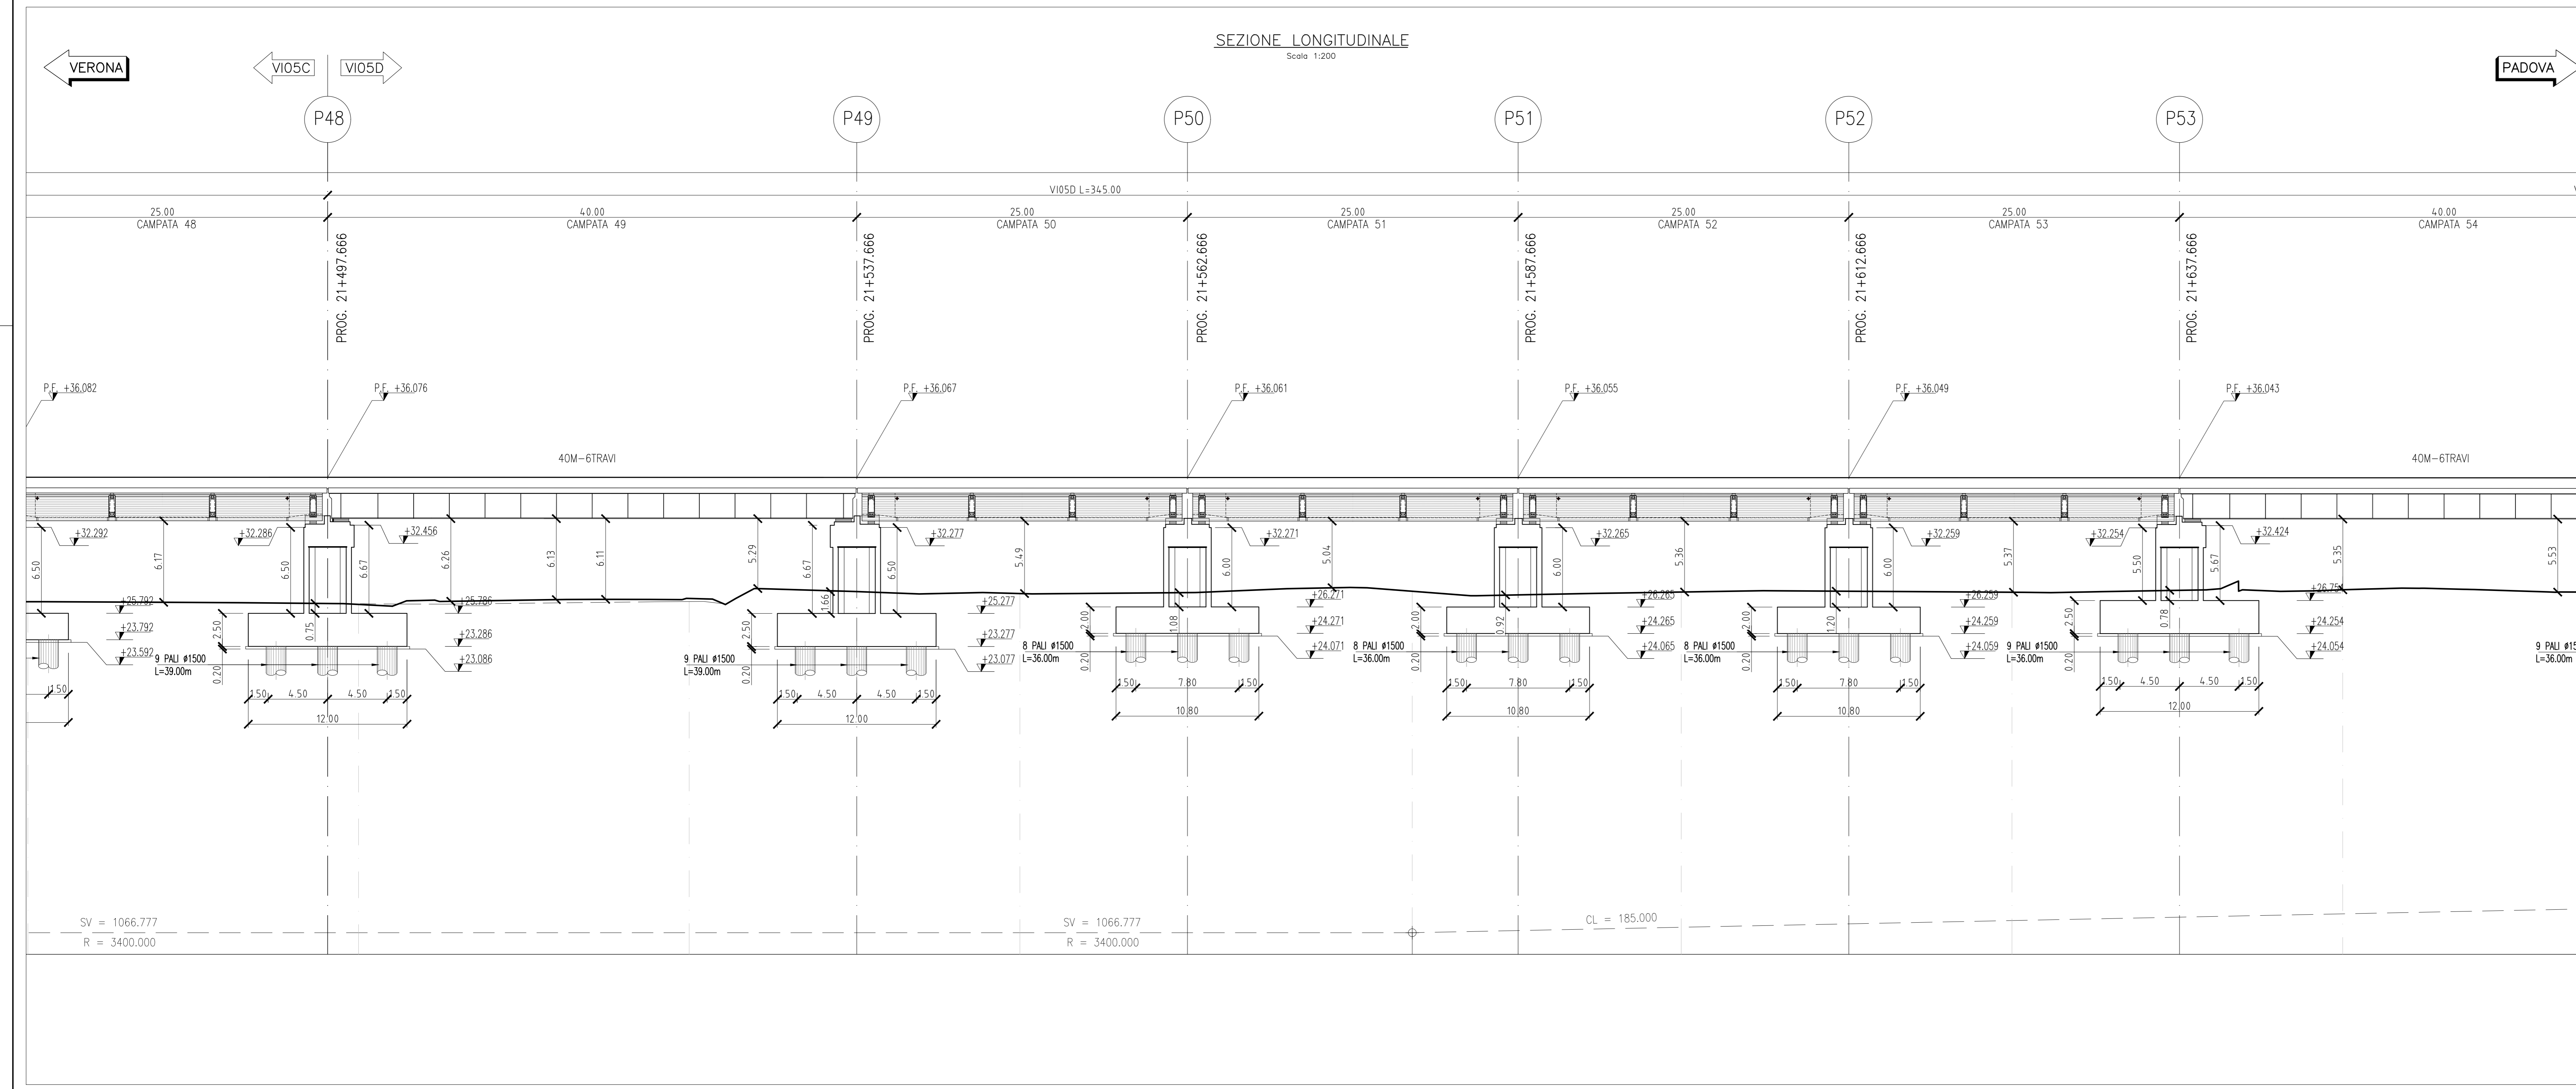 SEZIONE LONGITUDINALE
Scala 1:200
VERONA
VI05C
VI05D
PADOVA
P48
P49
P50
P51
P52
P53
VI05D L=345.00
25.00
40.00
25.00
25.00
25.00
25.00
40.00
CAMPATA 48
CAMPATA 49
CAMPATA 50
CAMPATA 51
CAMPATA 52
CAMPATA 53
CAMPATA 54
PROG. 21+497.666
PROG. 21+537.666
PROG. 21+562.666
PROG. 21+587.666
PROG. 21+612.666
PROG. 21+637.666
P.F. +36.082
P.F. +36.076
P.F. +36.067
P.F. +36.061
P.F. +36.055
P.F. +36.049
P.F. +36.043
40M-6TRAVI
40M-6TRAVI
+32.292
+32.286
+32.456
+32.277
+32.271
+32.265
+32.259
+32.254
+32.424
6.50
6.17
6.50
6.67
6.26
6.13
6.11
5.29
6.67
6.50
5.49
6.00
5.04
6.00
5.36
6.00
5.37
5.50
5.67
5.35
5.53
+25.792
+23.792
+23.592
+25.786
+23.286
+23.086
+25.277
+23.277
+23.077
+26.271
+24.271
+24.071
+26.265
+24.265
+24.065
+26.259
+24.259
+24.059
+26.754
+24.254
+24.054
2.50
0.20
0.75
2.50
0.20
1.66
2.00
0.20
1.08
2.00
0.20
0.92
2.00
0.20
1.20
2.50
0.20
0.78
9 PALI ø1500
L=39.00m
9 PALI ø1500
L=39.00m
8 PALI ø1500
L=36.00m
8 PALI ø1500
L=36.00m
8 PALI ø1500
L=36.00m
9 PALI ø1500
L=36.00m
L=36.00m
1.50
1.50 4.50 4.50 1.50
12.00
1.50 4.50 4.50 1.50
12.00
1.50 7.80 1.50
10.80
1.50 7.80 1.50
10.80
1.50 7.80 1.50
10.80
1.50 4.50 4.50 1.50
12.00
SV = 1066.777
R = 3400.000
SV = 1066.777
R = 3400.000
CL = 185.000